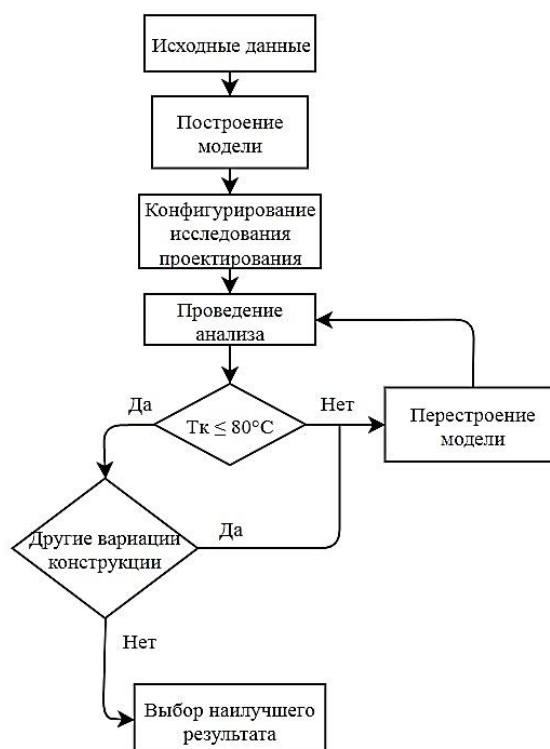 Исходные данные
Построение
модели
Конфигурирование
исследования
проектирования
Проведение
анализа
Да
Тк ≤ 80°С
Нет
Перестроение
модели
Другие вариации
конструкции
Да
Нет
Выбор наилучшего
результата